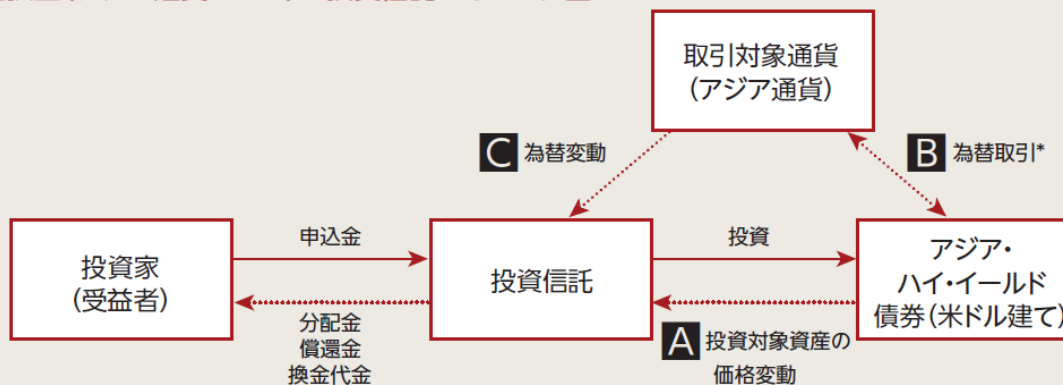 取引対象通貨
(アジア通貨)
C 為替変動
B 為替取引*
投資家
(受益者)
申込金
分配金
償還金
換金代金
投資信託
投資
A 投資対象資産の
価格変動
アジア・
ハイ・イールド
債券(米ドル建て)